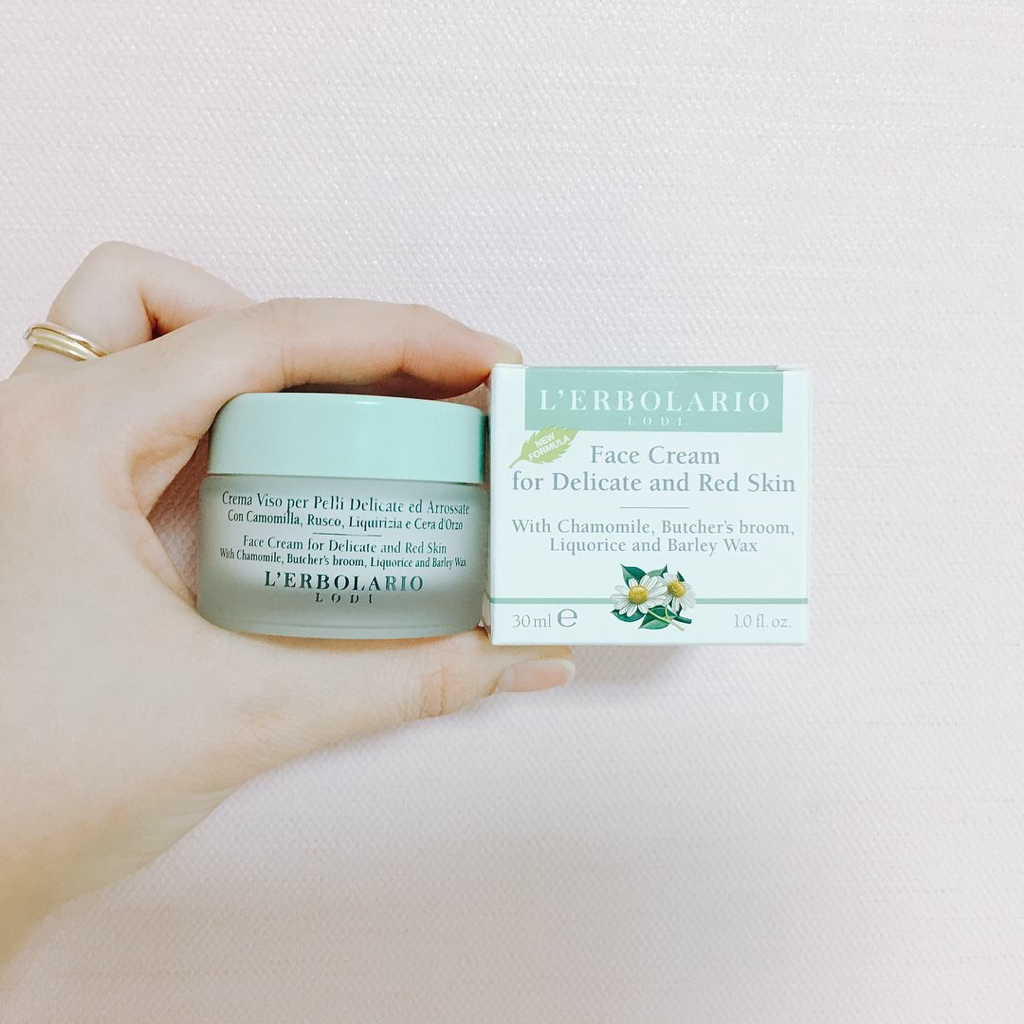 Crema Viso per Pelli Delicate ed Arrossate
Con Camomilla, Rusco, Liquirizia e Cera d'Orzo
Face Cream for Delicate and Red Skin
With Chamomile, Butcher's broom, Liquorice and Barley Wax
L'ERBOLARIO
LODI
L'ERBOLARIO
LODI
NEW
FORMULA
Face Cream
for Delicate and Red Skin
With Chamomile, Butcher's broom,
Liquorice and Barley Wax
30 ml ℮ 1.0 fl. oz.